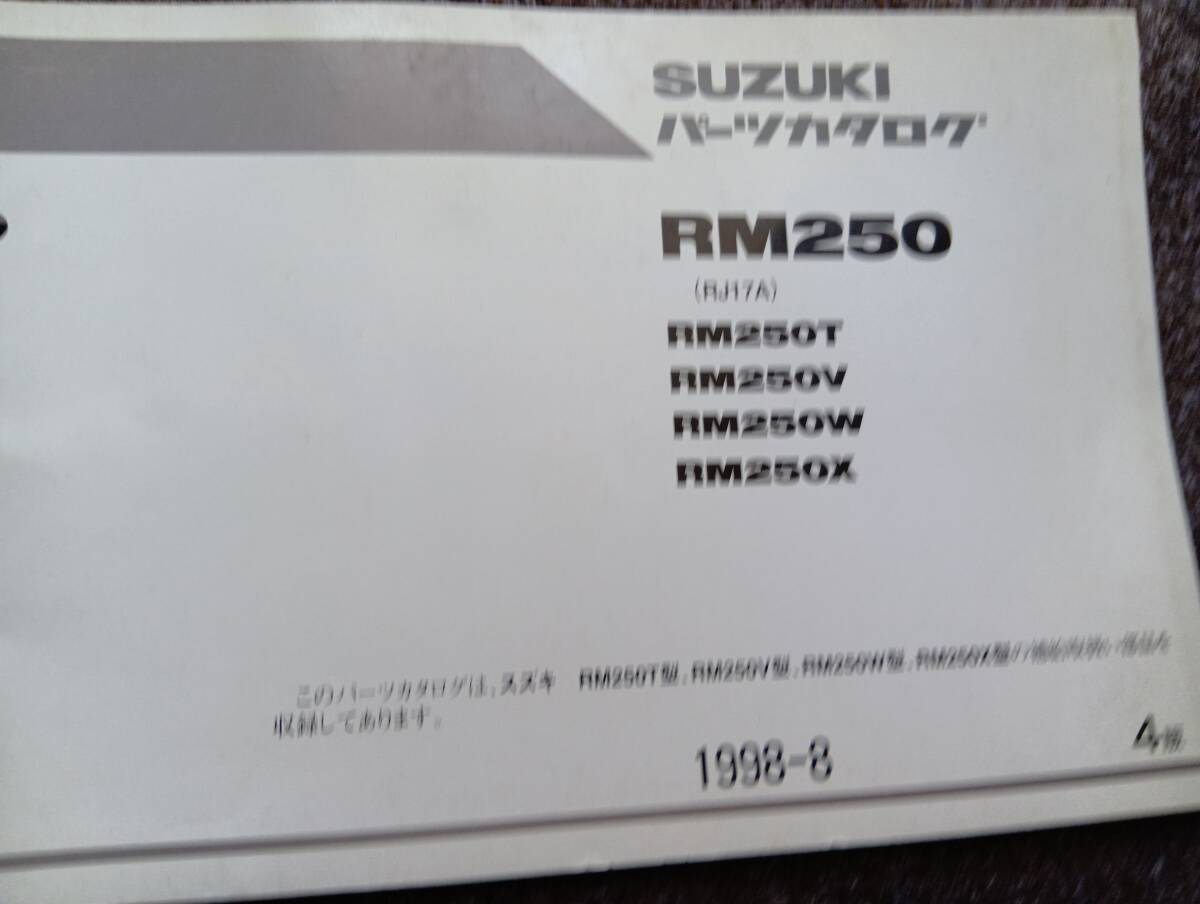 SUZUKI
パーツカタログ
RM250
(RJ17A)
RM250T
RM250V
RM250W
RM250X
このパーツカタログは、スズキ RM250T型、RM250V型、RM250W型、RM250X型の
収録してあります。
1998-8
4版